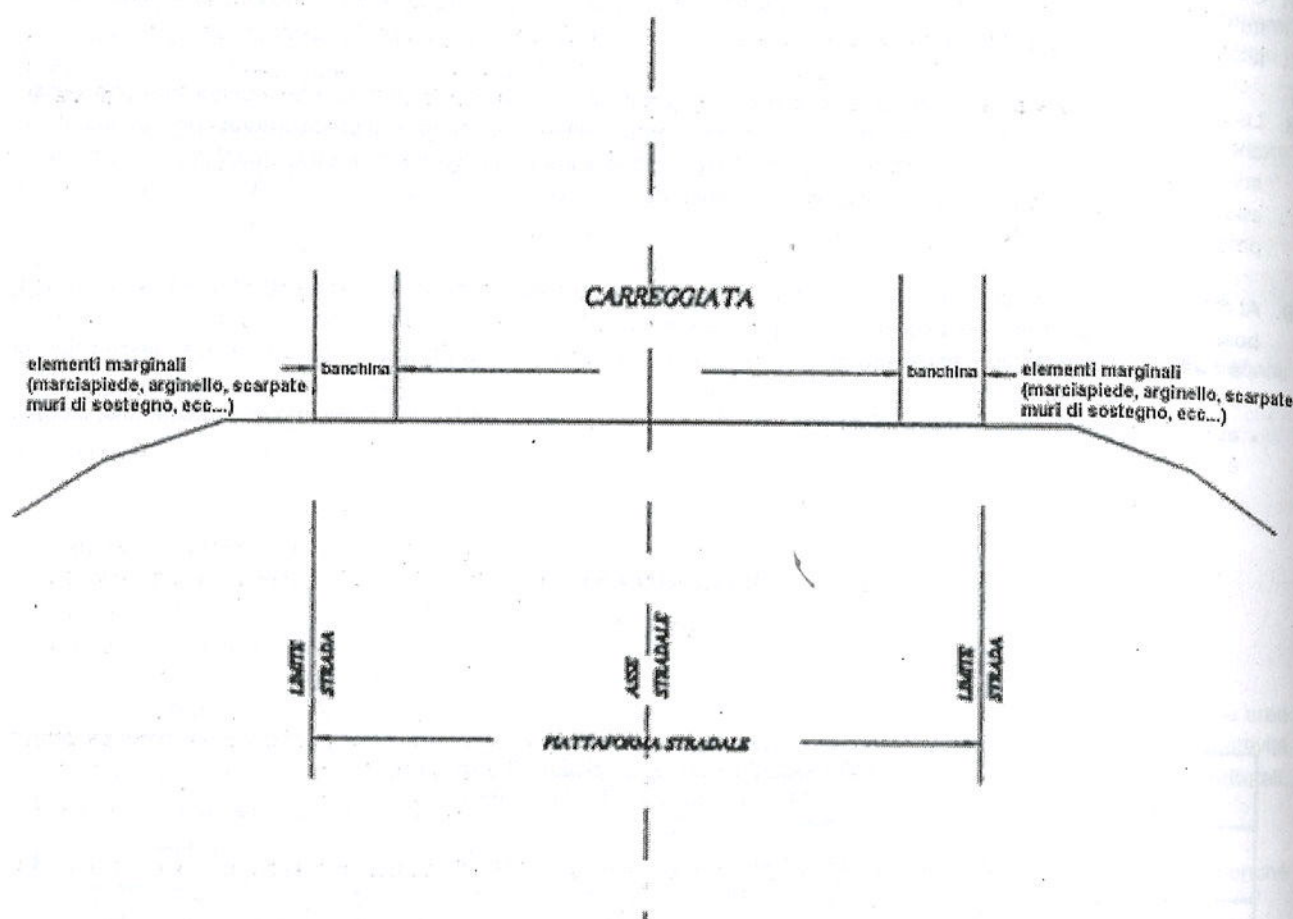 CARREGGIATA
elementi marginali
(marciapiede, arginello, scarpate
muri di sostegno, ecc...)
banchina
banchina
elementi marginali
(marciapiede, arginello, scarpate
muri di sostegno, ecc...)
LIMITE
STRADA
ASSE
STRADALE
LIMITE
STRADA
PIATTAFORMA STRADALE